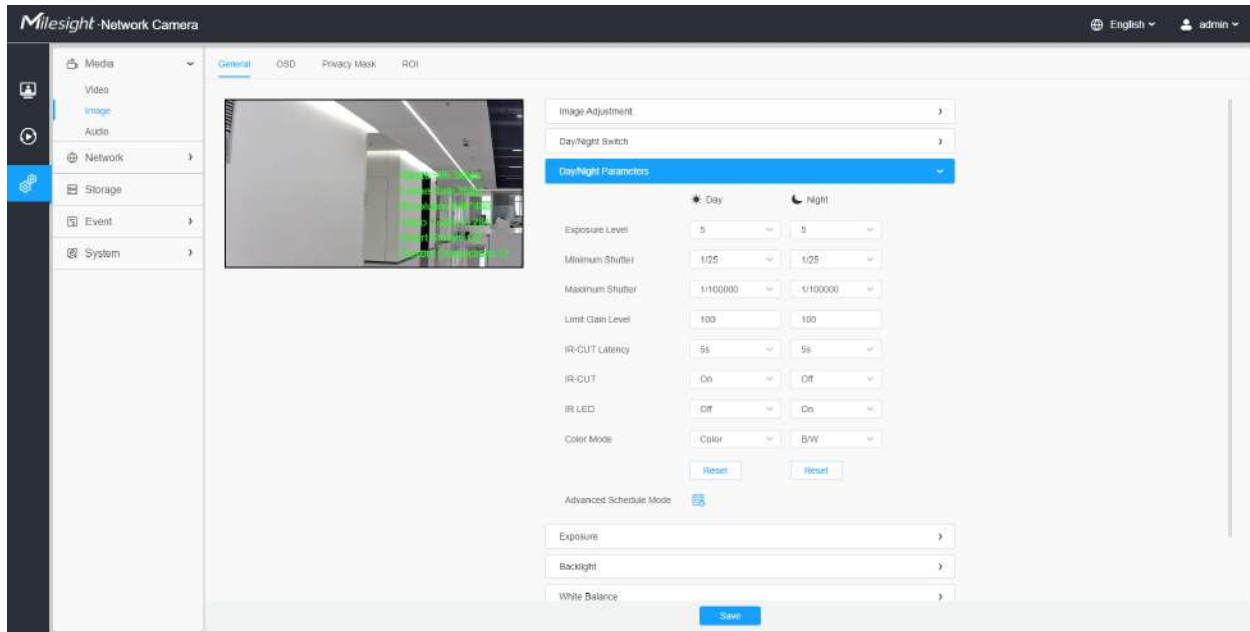 Milesight · Network Camera
English
admin
Media
Video
Image
Audio
Network
Storage
Event
System
General OSD Privacy Mask ROI
Image Adjustment
Day/Night Switch
Day/Night Parameters
Day Night
Exposure Level 5 5
Minimum Shutter 1/25 1/25
Maximum Shutter 1/100000 1/100000
Limit Gain Level 100 100
IR-CUT Latency 5s 5s
IR-CUT On Off
IR LED Off On
Color Mode Color B/W
Reset Reset
Advanced Schedule Mode
Exposure
Backlight
White Balance
Save